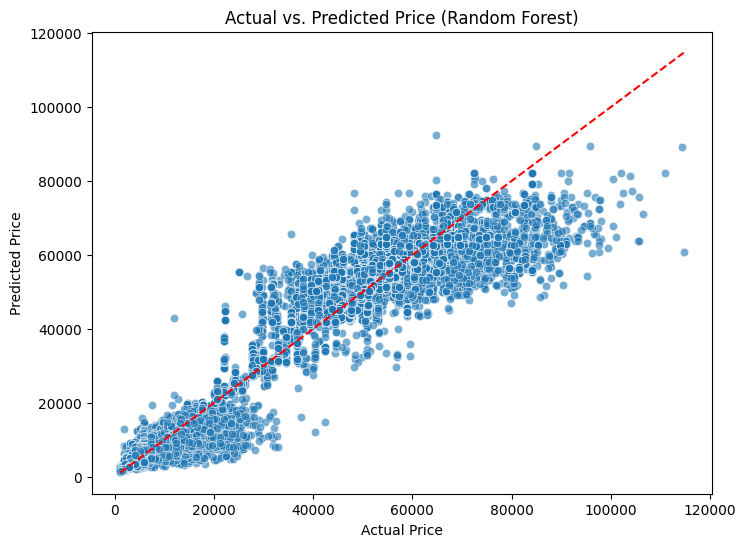 Actual vs. Predicted Price (Random Forest)
120000
100000
80000
60000
40000
20000
0
Predicted Price
0 20000 40000 60000 80000 100000 120000
Actual Price